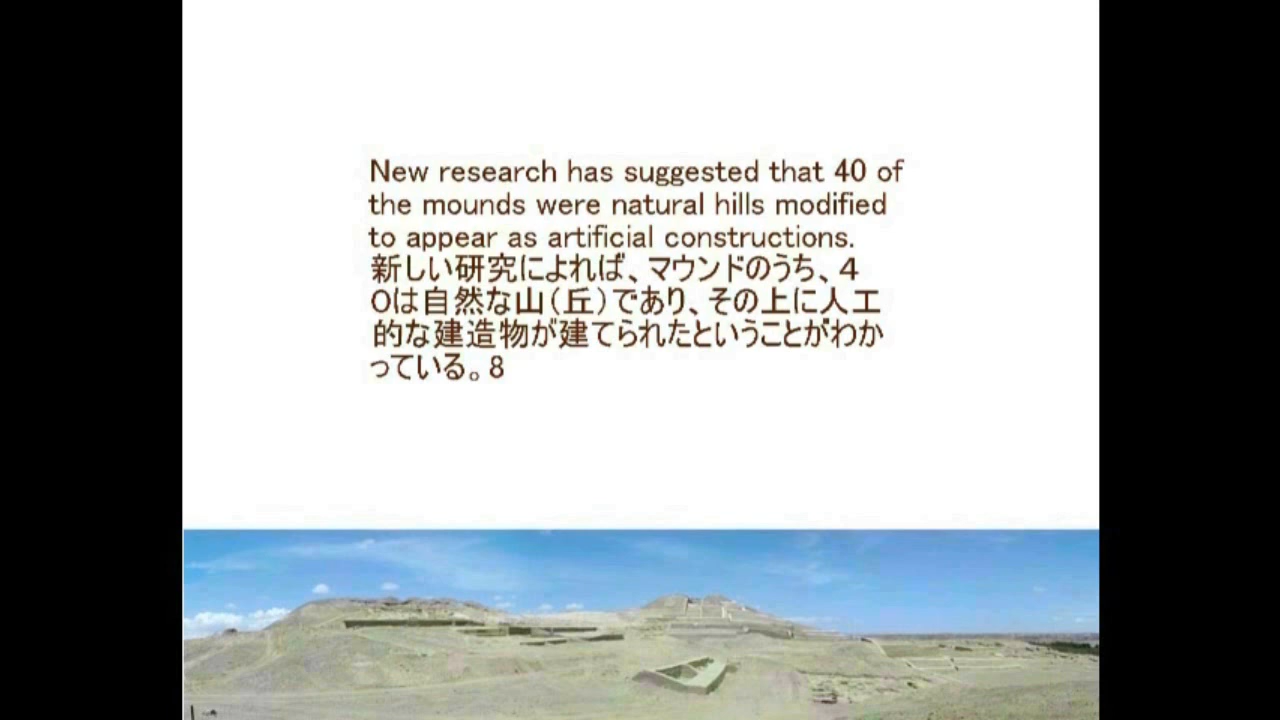 New research has suggested that 40 of
the mounds were natural hills modified
to appear as artificial constructions.
新しい研究によれば、マウンドのうち、４
０は自然な山（丘）であり、その上に人工
的な建造物が建てられたということがわか
っている。8